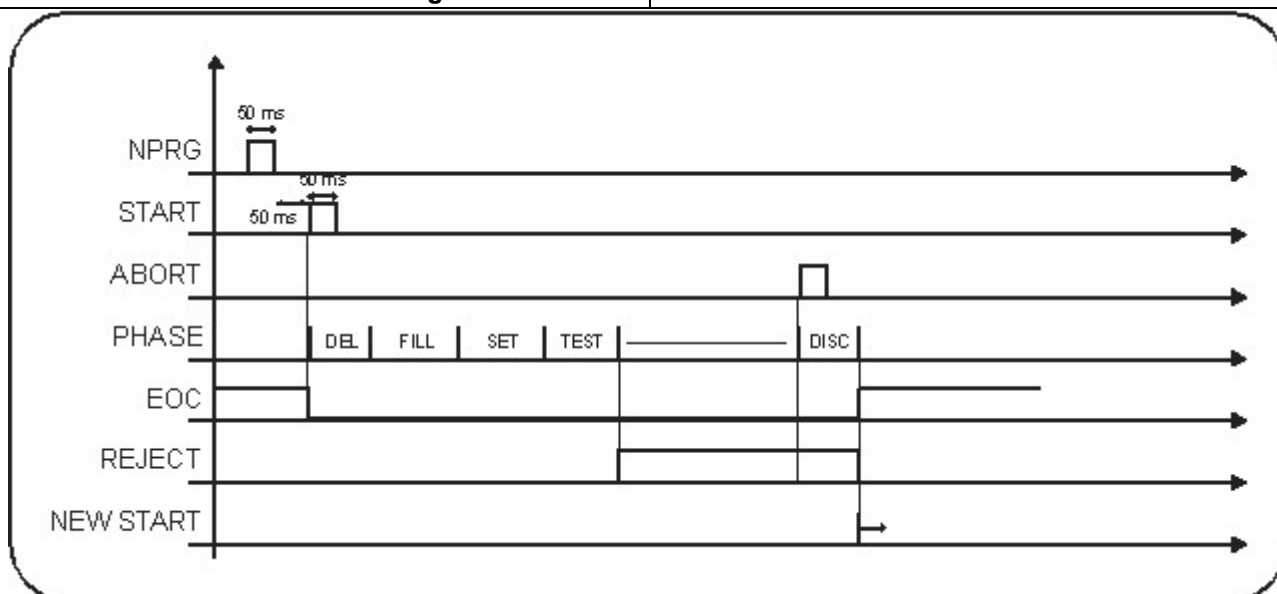 50 ms
NPRG
50 ms
START
50 ms
ABORT
PHASE
DEL FILL SET TEST DISC
EOC
REJECT
NEW START